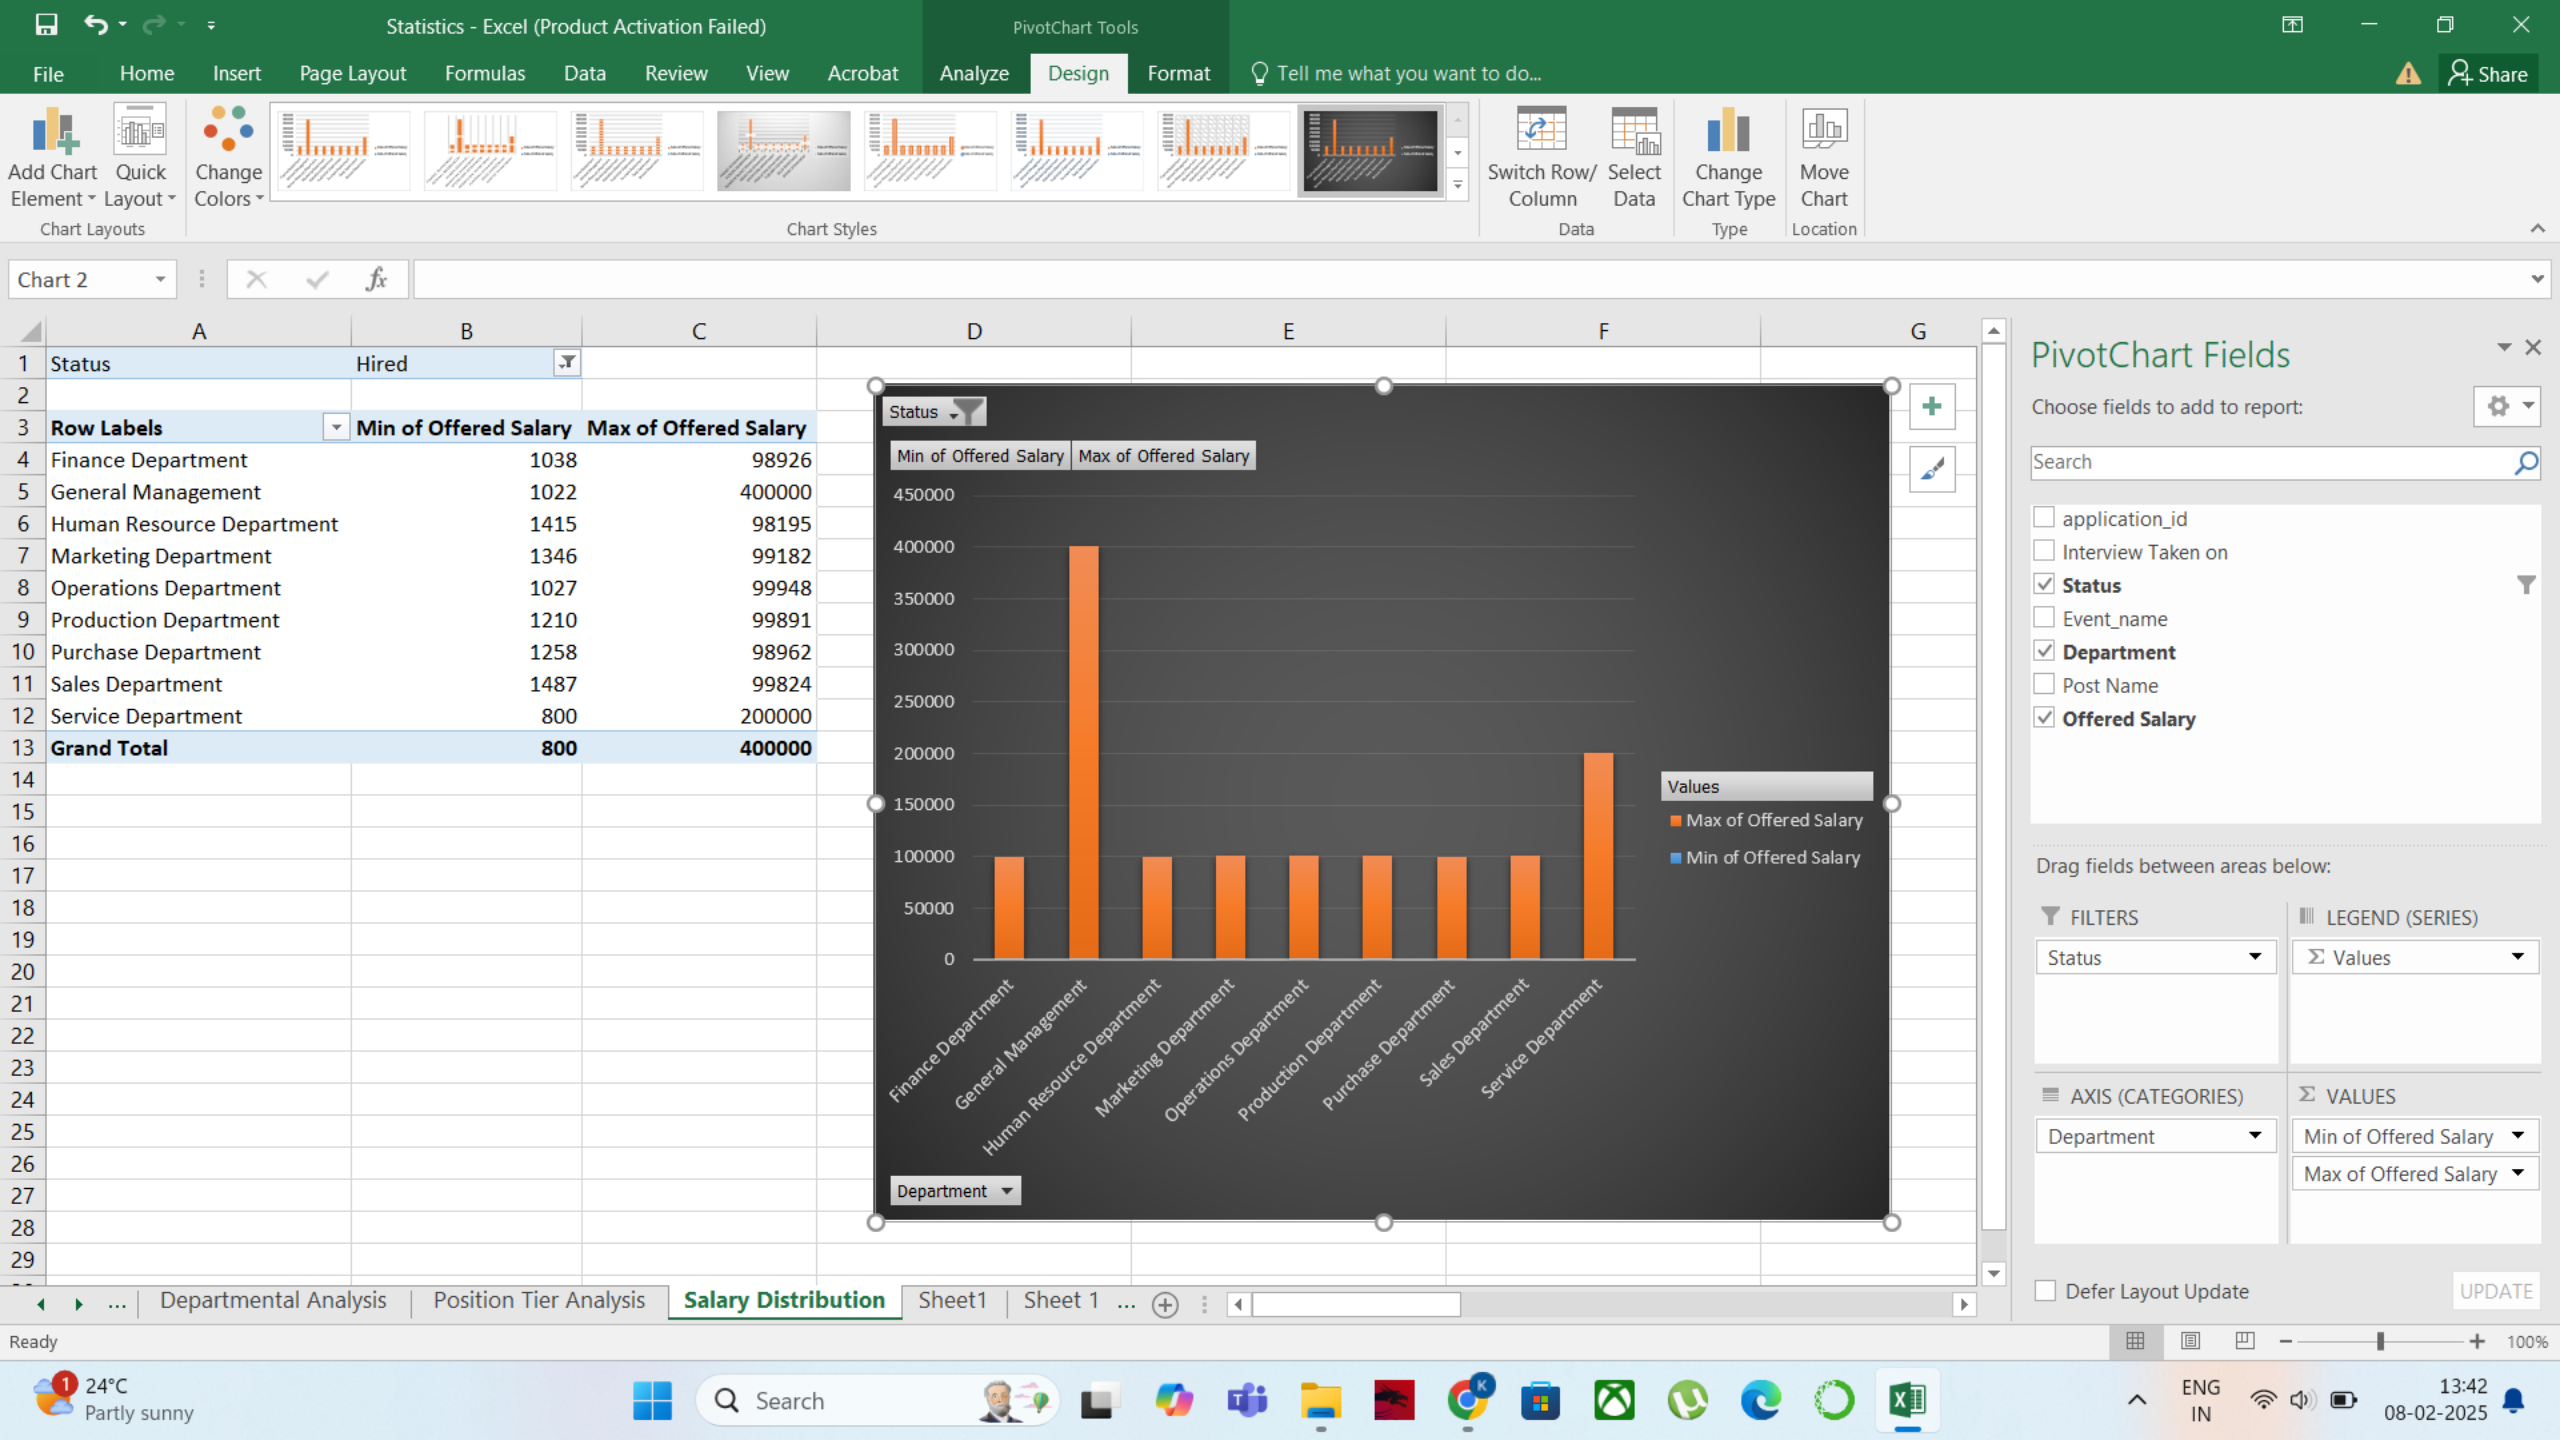 Statistics - Excel (Product Activation Failed)
PivotChart Tools
File Home Insert Page Layout Formulas Data Review View Acrobat Analyze Design Format Tell me what you want to do... Share
Add Chart Element
Quick Layout
Change Colors
Switch Row/ Column
Select Data
Change Chart Type
Move Chart
Chart Layouts
Chart Styles
Data
Type
Location
Chart 2
fx
A B C D E F G
1 Status Hired
2
3 Row Labels Min of Offered Salary Max of Offered Salary
4 Finance Department 1038 98926
5 General Management 1022 400000
6 Human Resource Department 1415 98195
7 Marketing Department 1346 99182
8 Operations Department 1027 99948
9 Production Department 1210 99891
10 Purchase Department 1258 98962
11 Sales Department 1487 99824
12 Service Department 800 200000
13 Grand Total 800 400000
14
15
16
17
18
19
20
21
22
23
24
25
26
27
28
29
Status
Min of Offered Salary Max of Offered Salary
450000
400000
350000
300000
250000
200000
150000
100000
50000
0
Finance Department
General Management
Human Resource Department
Marketing Department
Operations Department
Production Department
Purchase Department
Sales Department
Service Department
Values
Max of Offered Salary
Min of Offered Salary
Department
PivotChart Fields
Choose fields to add to report:
Search
application_id
Interview Taken on
Status
Event_name
Department
Post Name
Offered Salary
Drag fields between areas below:
FILTERS
Status
LEGEND (SERIES)
Σ Values
AXIS (CATEGORIES)
Department
Σ VALUES
Min of Offered Salary
Max of Offered Salary
Defer Layout Update
UPDATE
... Departmental Analysis Position Tier Analysis Salary Distribution Sheet1 Sheet 1 ...
Ready
100%
1
24°C
Partly sunny
Search
K
ENG
IN
13:42
08-02-2025